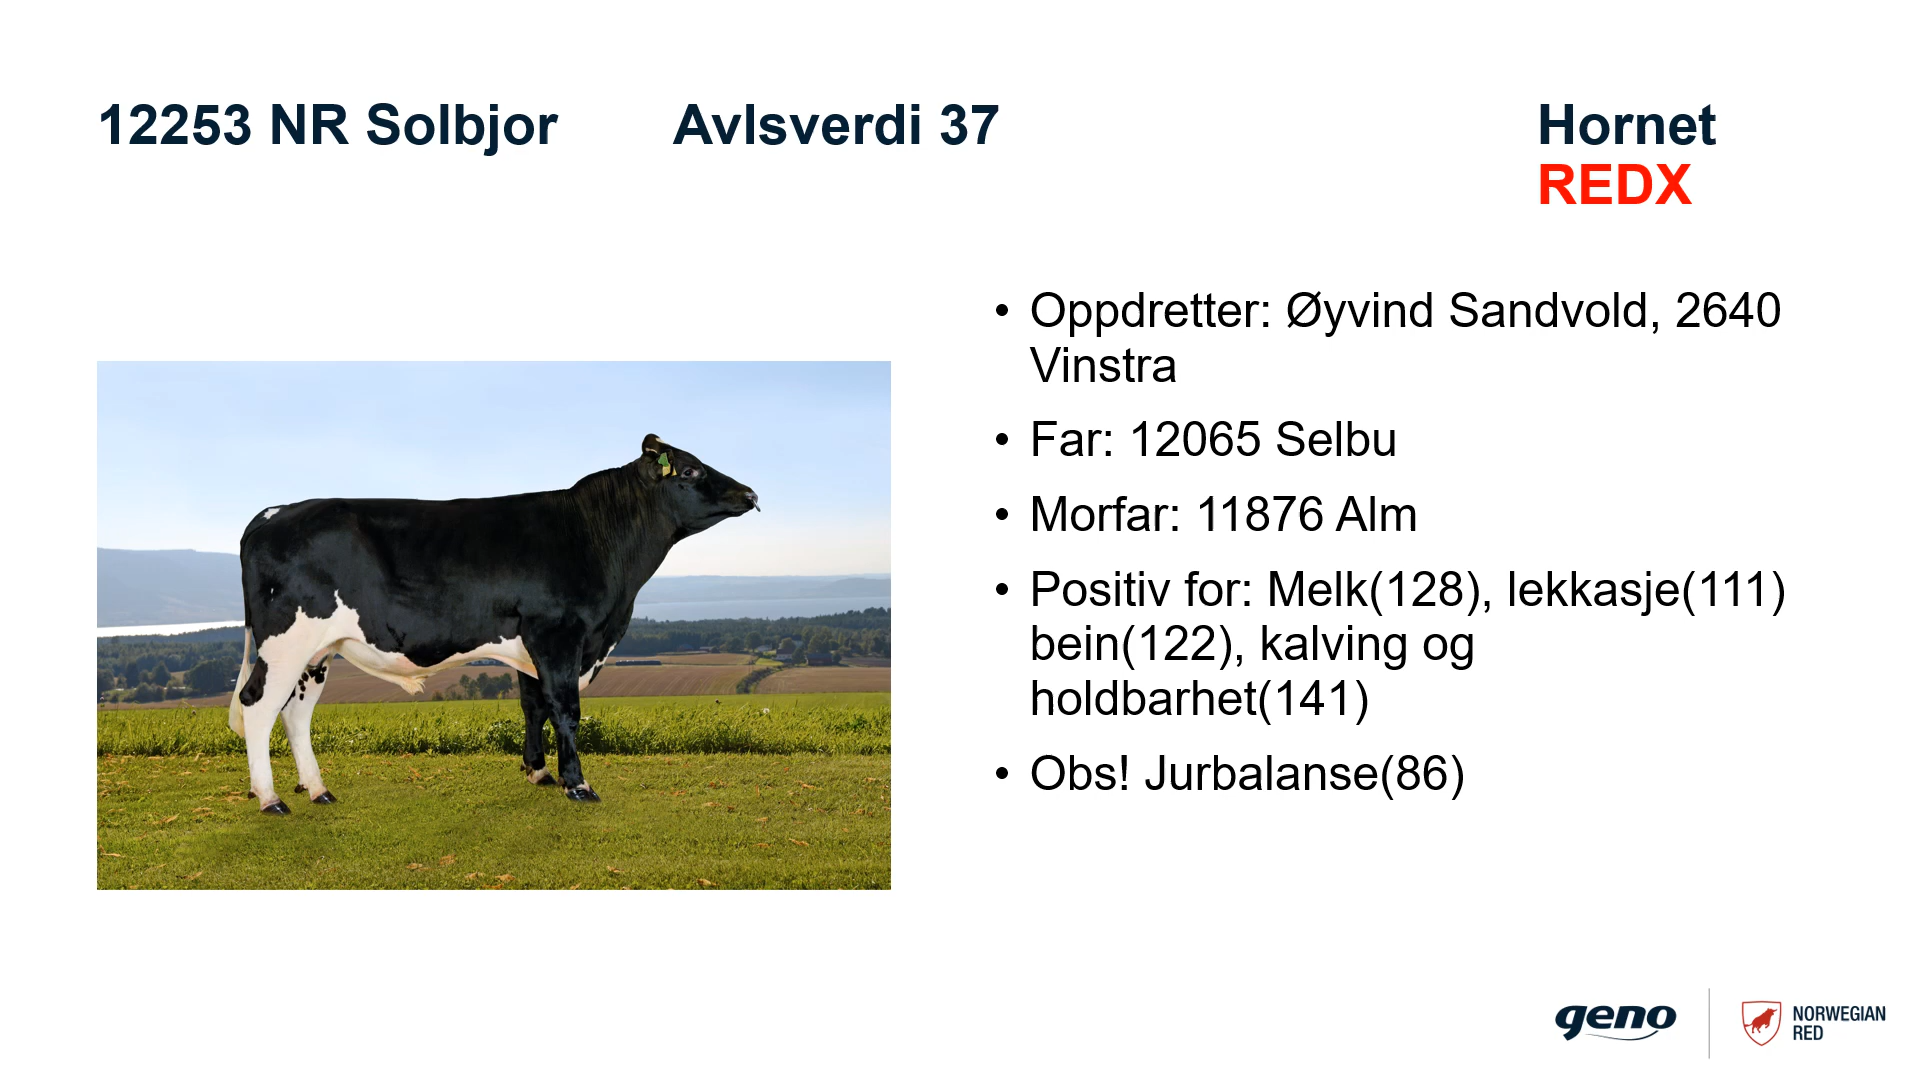 12253 NR Solbjor Avlsverdi 37 Hornet
REDX
• Oppdretter: Øyvind Sandvold, 2640
Vinstra
• Far: 12065 Selbu
• Morfar: 11876 Alm
• Positiv for: Melk(128), lekkasje(111)
bein(122), kalving og
holdbarhet(141)
• Obs! Jurbalanse(86)
geno
NORWEGIAN
RED